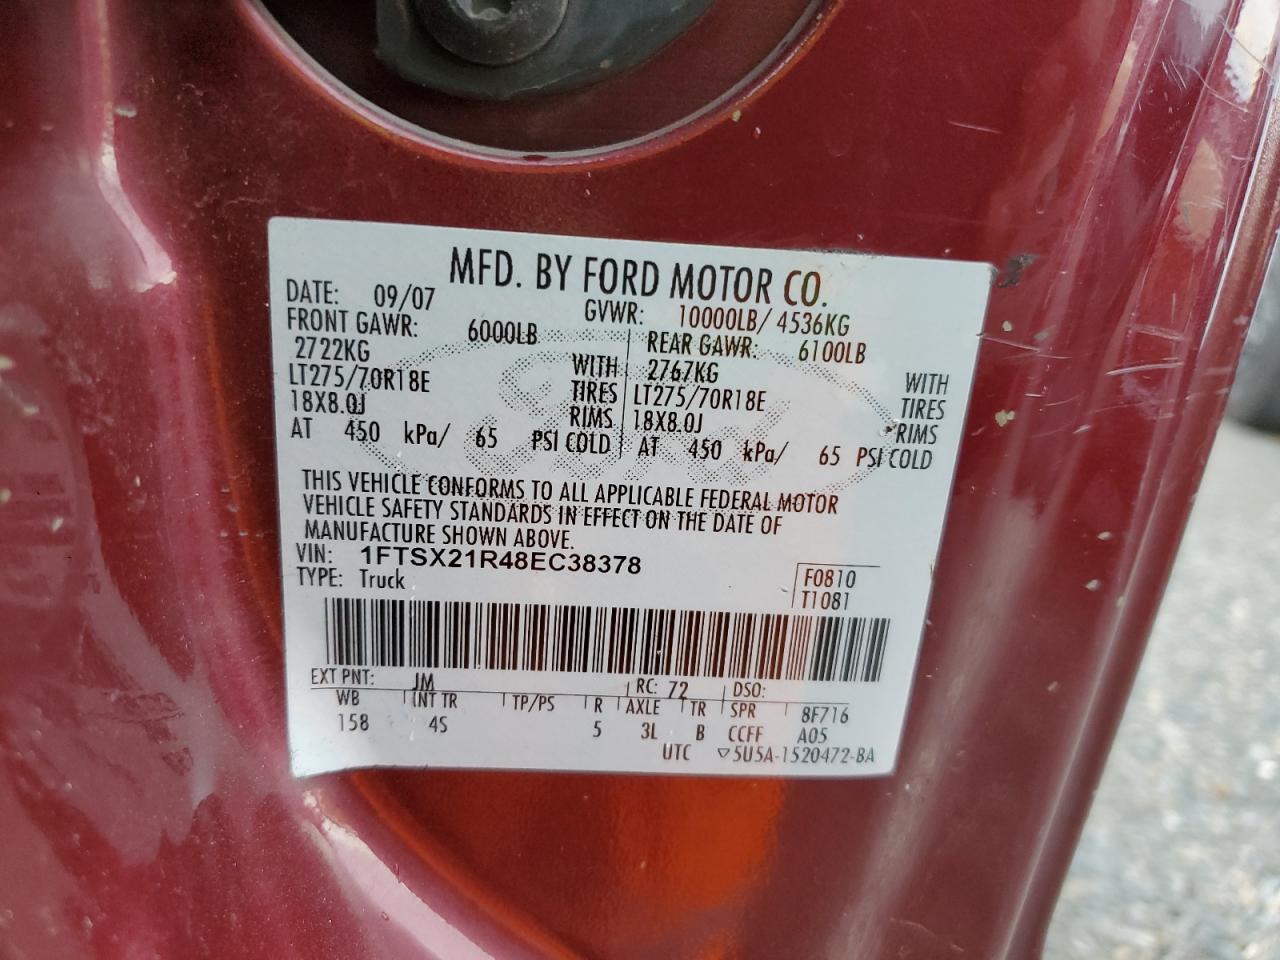 MFD. BY FORD MOTOR CO.
DATE: 09/07 GVWR: 10000LB/ 4536KG
FRONT GAWR: 6000LB REAR GAWR: 6100LB
2722KG WITH 2767KG WITH
LT275/70R18E TIRES LT275/70R18E TIRES
18X8.0J RIMS 18X8.0J RIMS
AT 450 kPa/ 65 PSI COLD AT 450 kPa/ 65 PSI COLD
THIS VEHICLE CONFORMS TO ALL APPLICABLE FEDERAL MOTOR
VEHICLE SAFETY STANDARDS IN EFFECT ON THE DATE OF
MANUFACTURE SHOWN ABOVE.
VIN: 1FTSX21R48EC38378
TYPE: Truck F0810
T1081
EXT PNT: JM RC: 72 DSO:
WB INT TR TP/PS R AXLE TR SPR 8F716
158 4S 5 3L B CCFF A05
UTC ▽5U5A-1520472-BA